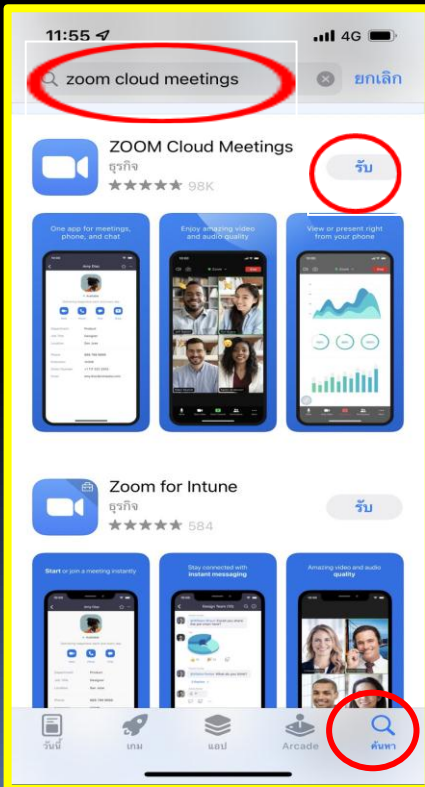 11:55
4G
zoom cloud meetings
ยกเลิก
ZOOM Cloud Meetings
ธุรกิจ
98K
รับ
One app for meetings,
phone, and chat
Enjoy amazing video
and audio quality
View or present right
from your phone
Zoom for Intune
ธุรกิจ
584
รับ
Start or join a meeting instantly
Stay connected with
instant messaging
Amazing video and audio
quality
วันนี้
เกม
แอป
Arcade
ค้นหา